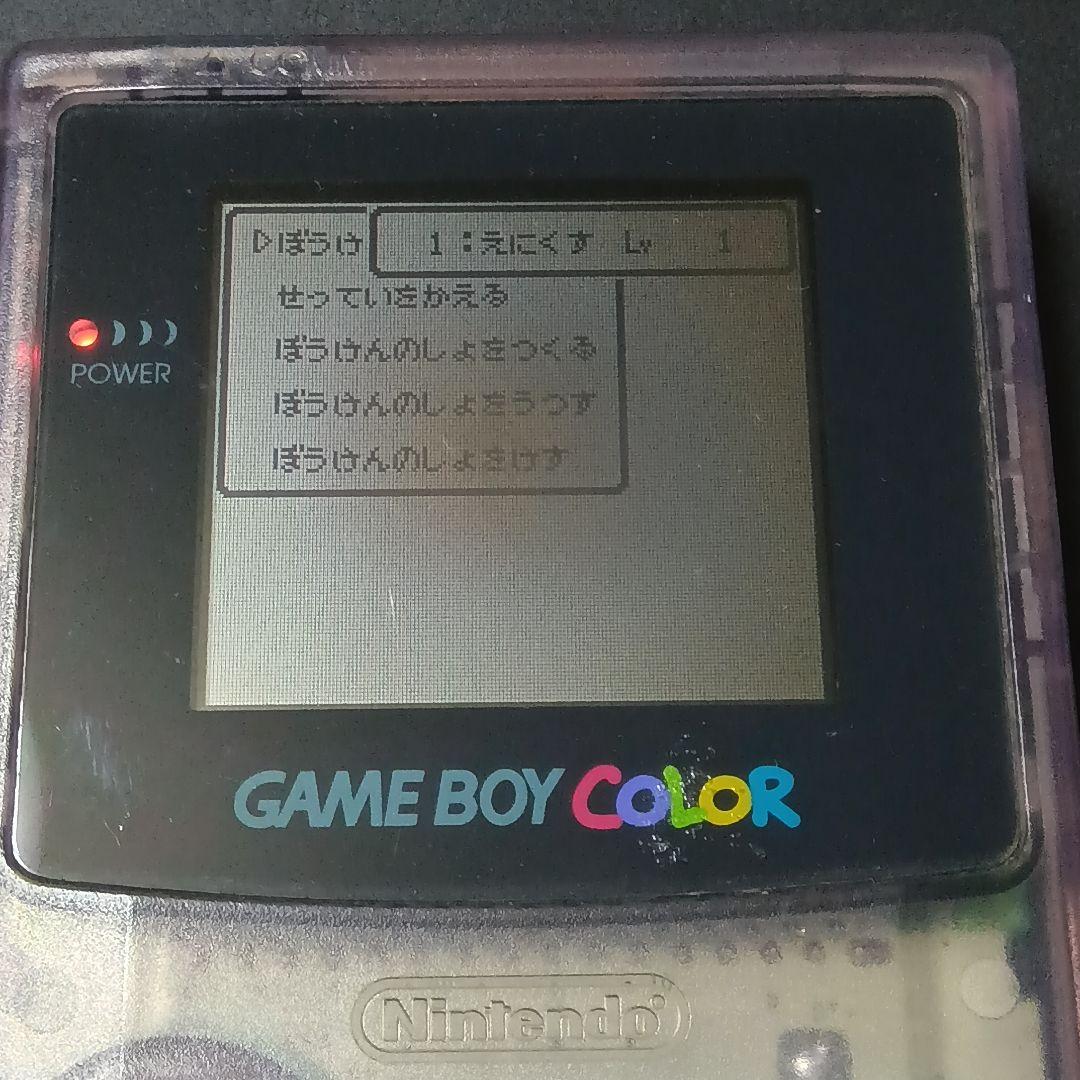 ▷ぼうけ
1:えにくす Lv 1
せっていをかえる
ぼうけんのしょをつくる
ぼうけんのしょをうつす
ぼうけんのしょをけす
POWER
GAME BOY COLOR
Nintendo